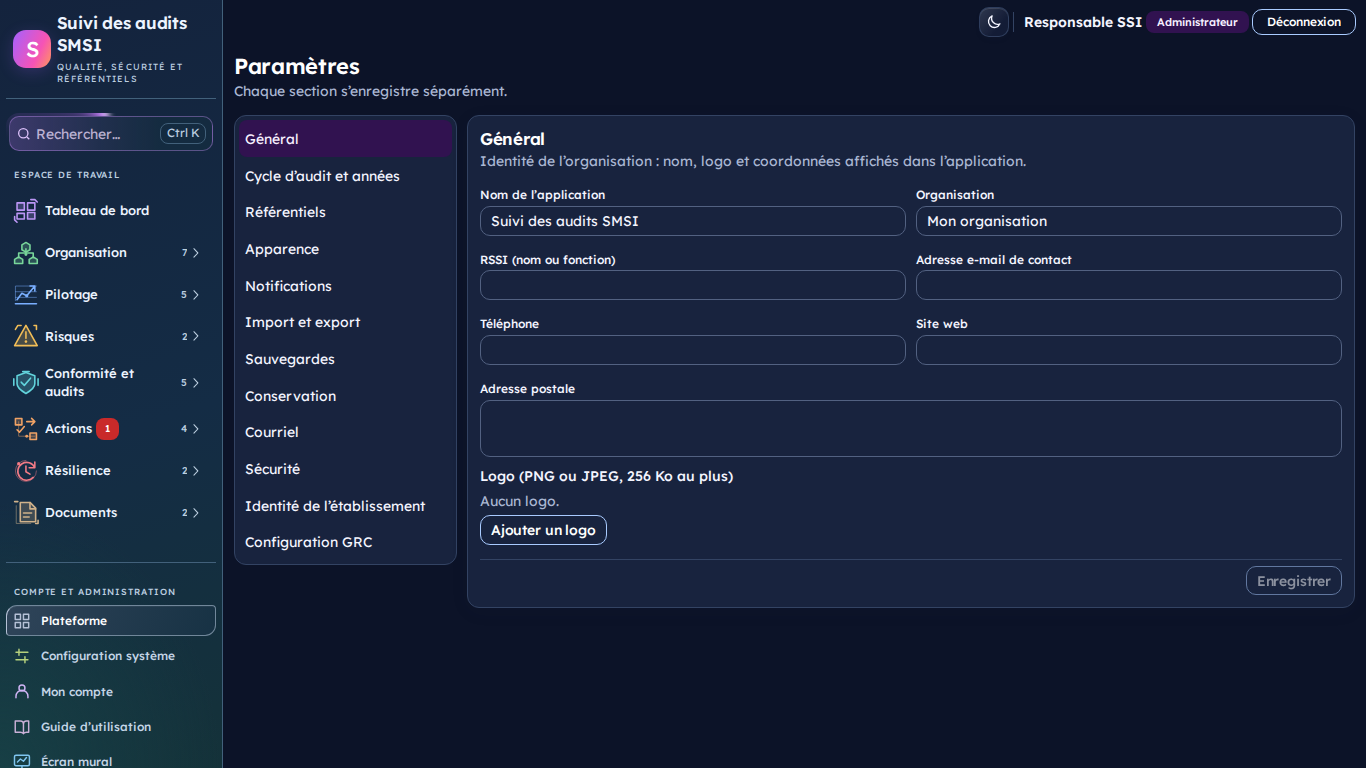 Suivi des audits
SMSI
QUALITÉ, SÉCURITÉ ET
RÉFÉRENTIELS
S
Rechercher…
Ctrl K
ESPACE DE TRAVAIL
Tableau de bord
Organisation
7
Pilotage
5
Risques
2
Conformité et
audits
5
Actions
1
4
Résilience
2
Documents
2
COMPTE ET ADMINISTRATION
Plateforme
Configuration système
Mon compte
Guide d’utilisation
Écran mural
Responsable SSI
Administrateur
Déconnexion
Paramètres
Chaque section s’enregistre séparément.
Général
Cycle d’audit et années
Référentiels
Apparence
Notifications
Import et export
Sauvegardes
Conservation
Courriel
Sécurité
Identité de l’établissement
Configuration GRC
Général
Identité de l’organisation : nom, logo et coordonnées affichés dans l’application.
Nom de l’application
Organisation
Suivi des audits SMSI
Mon organisation
RSSI (nom ou fonction)
Adresse e-mail de contact
Téléphone
Site web
Adresse postale
Logo (PNG ou JPEG, 256 Ko au plus)
Aucun logo.
Ajouter un logo
Enregistrer